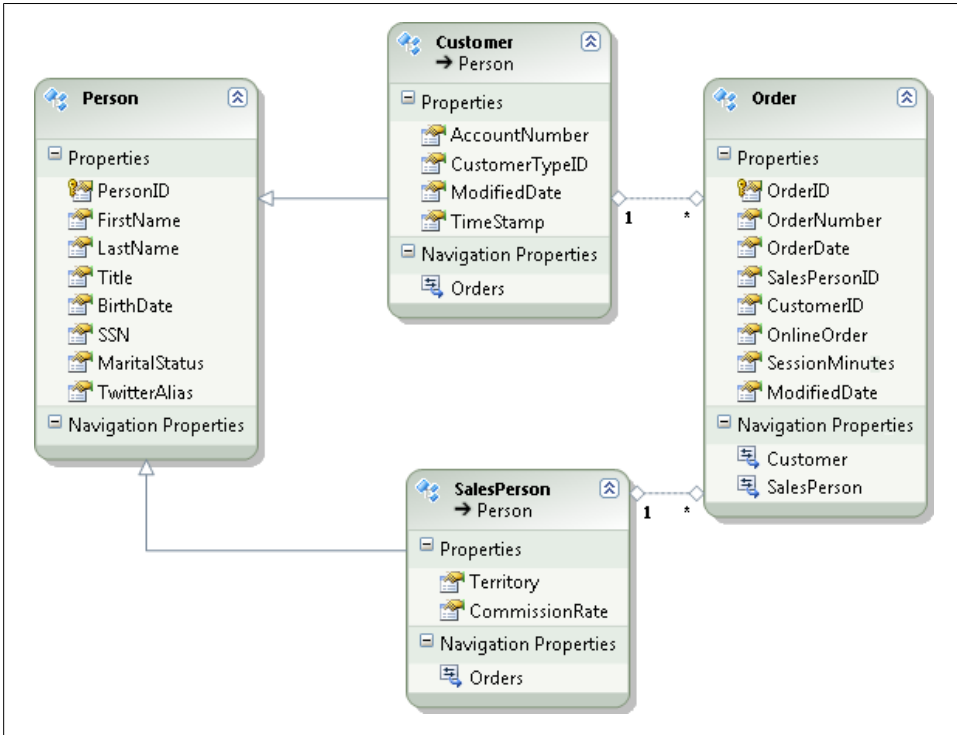 Person
Properties
PersonID
FirstName
LastName
Title
BirthDate
SSN
MaritalStatus
TwitterAlias
Navigation Properties
Customer
➔ Person
Properties
AccountNumber
CustomerTypeID
ModifiedDate
TimeStamp
Navigation Properties
Orders
1 *
Order
Properties
OrderID
OrderNumber
OrderDate
SalesPersonID
CustomerID
OnlineOrder
SessionMinutes
ModifiedDate
Navigation Properties
Customer
SalesPerson
SalesPerson
➔ Person
Properties
Territory
CommissionRate
Navigation Properties
Orders
1 *